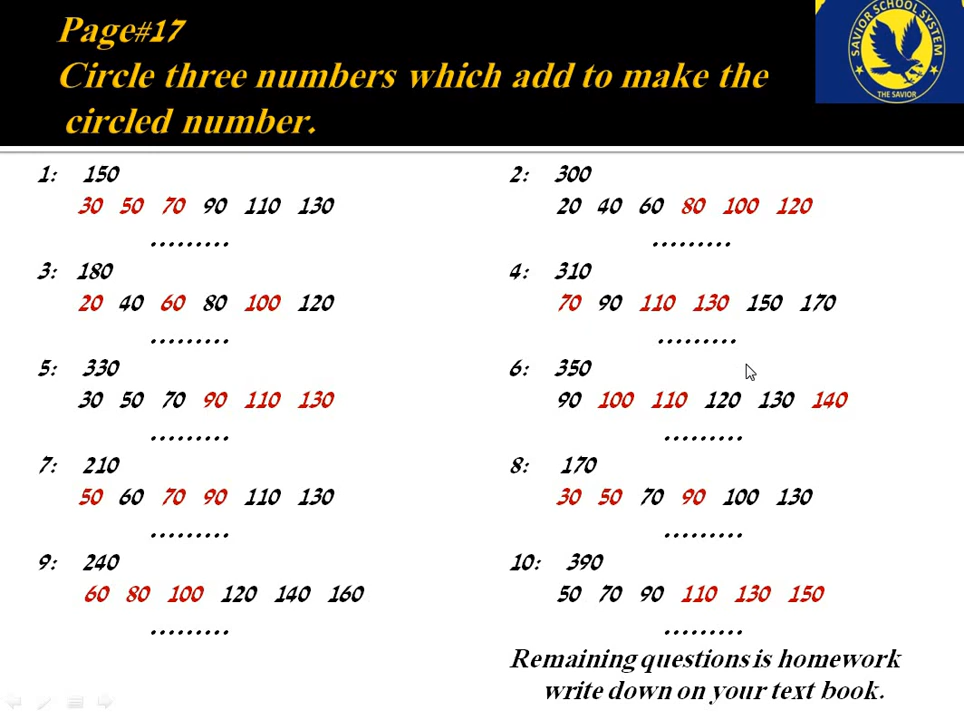 Page#17
Circle three numbers which add to make the
circled number.
SAVIOR SCHOOL SYSTEM
THE SAVIOR
1: 150
30 50 70 90 110 130
.........
2: 300
20 40 60 80 100 120
.........
3: 180
20 40 60 80 100 120
.........
4: 310
70 90 110 130 150 170
.........
5: 330
30 50 70 90 110 130
.........
6: 350
90 100 110 120 130 140
.........
7: 210
50 60 70 90 110 130
.........
8: 170
30 50 70 90 100 130
.........
9: 240
60 80 100 120 140 160
.........
10: 390
50 70 90 110 130 150
.........
Remaining questions is homework
write down on your text book.